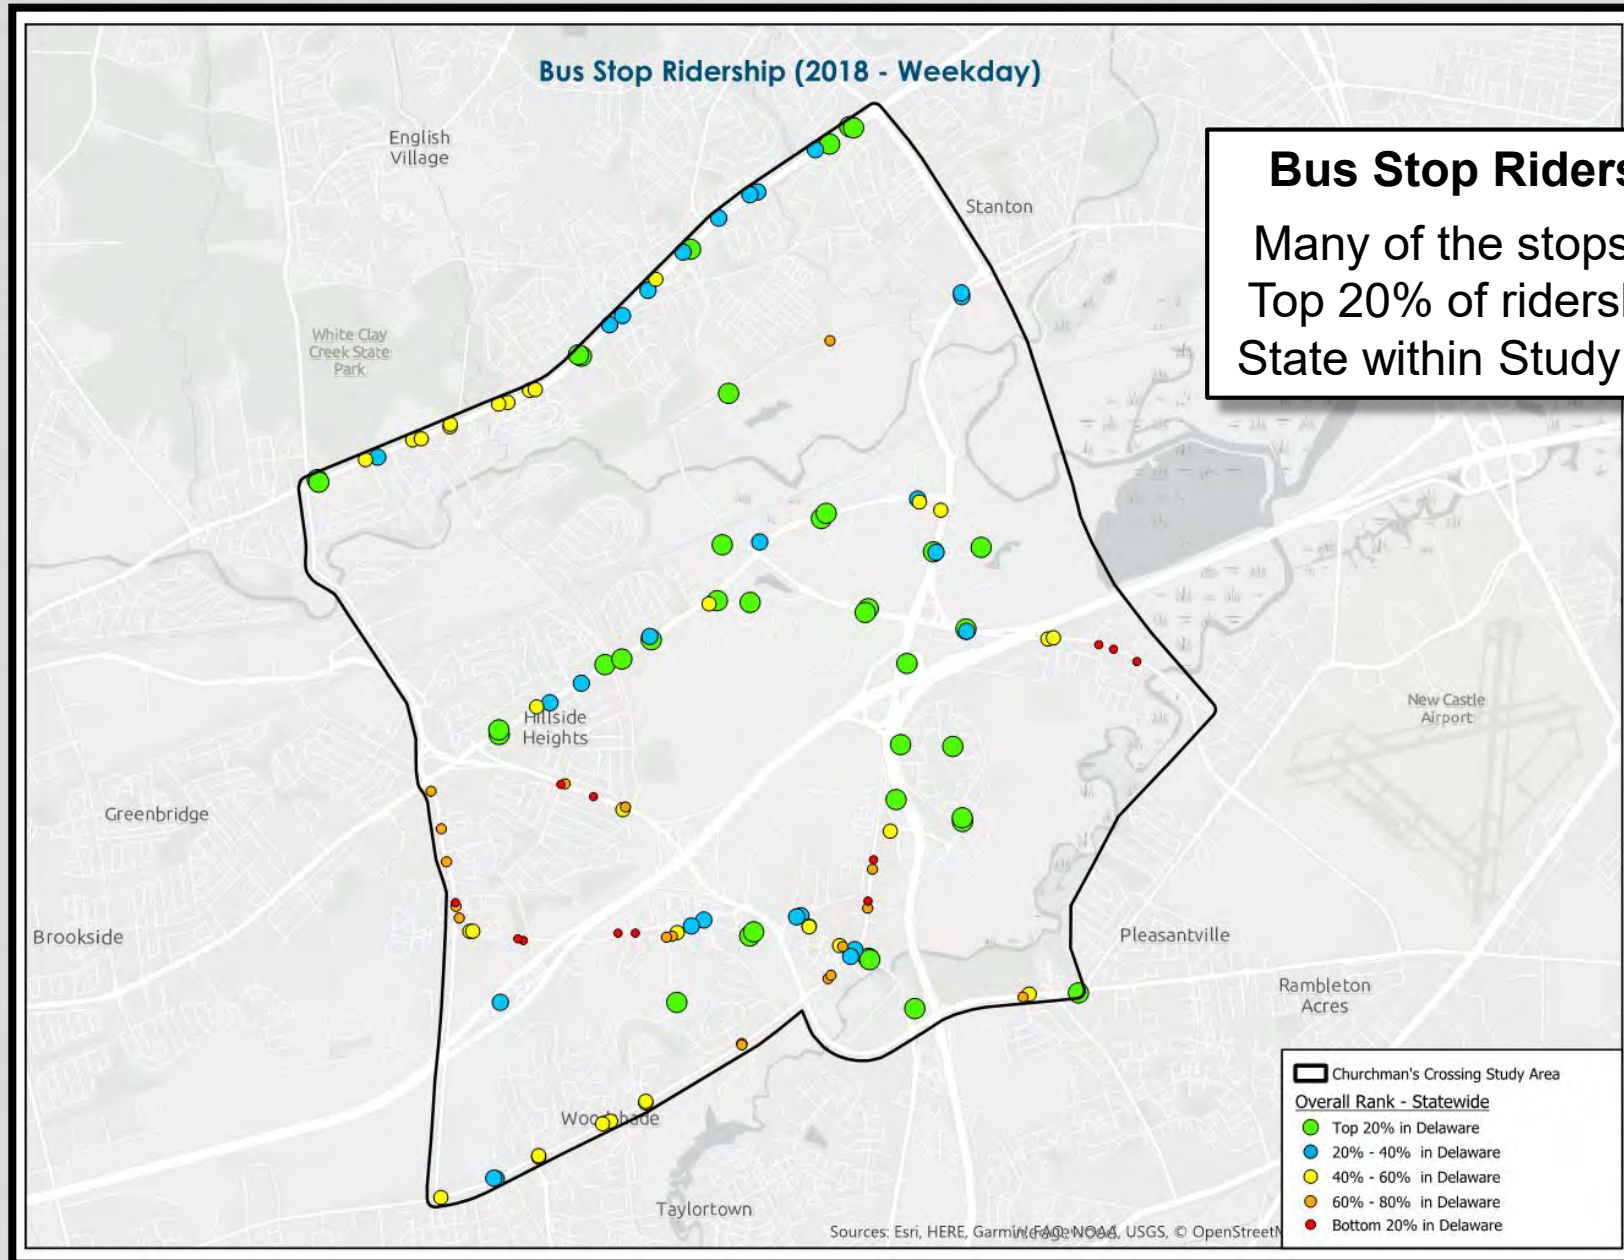 Bus Stop Ridership (2018 - Weekday)
English
Village
Stanton
Bus Stop
Many of the stops
Top 20% of
State within Study
White Clay
Creek State
Park
Hillside
Heights
New Castle
Airport
Greenbridge
Brookside
Pleasantville
Rambleton
Acres
Taylortown
Churchman's Crossing Study Area
Overall Rank - Statewide
Top 20% in Delaware
20% - 40% in Delaware
40% - 60% in Delaware
60% - 80% in Delaware
Bottom 20% in Delaware
Sources: Esri, HERE, Garmin, FAO, NOAA, USGS, ©